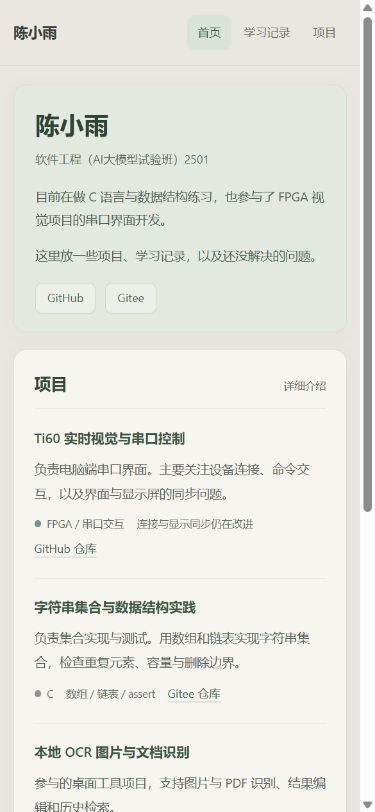 陈小雨
首页 学习记录 项目
陈小雨
软件工程（AI大模型试验班）2501
目前在做 C 语言与数据结构练习，也参与了 FPGA 视
觉项目的串口界面开发。
这里放一些项目、学习记录，以及还没解决的问题。
GitHub Gitee
项目 详细介绍
Ti60 实时视觉与串口控制
负责电脑端串口界面。主要关注设备连接、命令交
互，以及界面与显示屏的同步问题。
FPGA / 串口交互 连接与显示同步仍在改进
GitHub 仓库
字符串集合与数据结构实践
负责集合实现与测试。用数组和链表实现字符串集
合，检查重复元素、容量与删除边界。
C 数组 / 链表 / assert Gitee 仓库
本地 OCR 图片与文档识别
参与的桌面工具项目，支持图片与 PDF 识别、结果编
辑和历史检索。